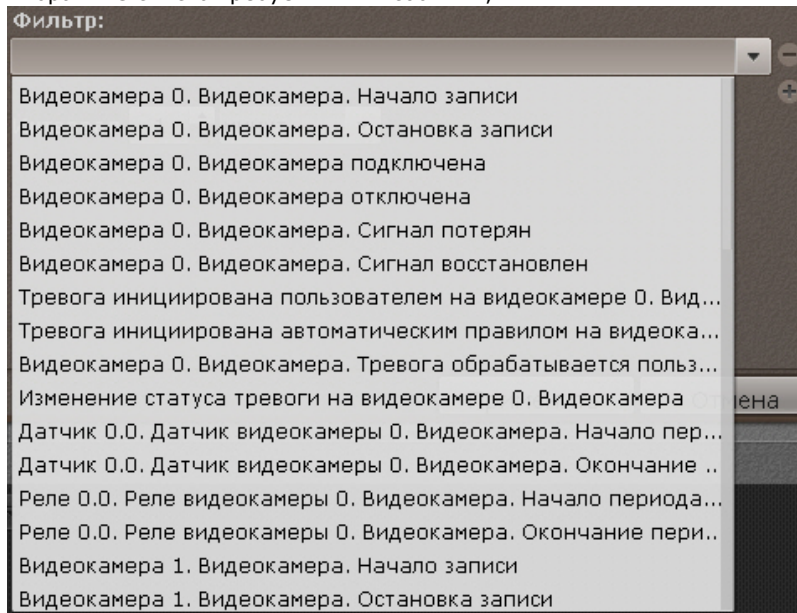 Фильтр:
Видеокамера 0. Видеокамера. Начало записи
Видеокамера 0. Видеокамера. Остановка записи
Видеокамера 0. Видеокамера подключена
Видеокамера 0. Видеокамера отключена
Видеокамера 0. Видеокамера. Сигнал потерян
Видеокамера 0. Видеокамера. Сигнал восстановлен
Тревога инициирована пользователем на видеокамере 0. Вид...
Тревога инициирована автоматическим правилом на видеока...
Видеокамера 0. Видеокамера. Тревога обрабатывается польз...
Изменение статуса тревоги на видеокамере 0. Видеокамера
Датчик 0.0. Датчик видеокамеры 0. Видеокамера. Начало пер...
Датчик 0.0. Датчик видеокамеры 0. Видеокамера. Окончание ..
Реле 0.0. Реле видеокамеры 0. Видеокамера. Начало периода...
Реле 0.0. Реле видеокамеры 0. Видеокамера. Окончание пери..
Видеокамера 1. Видеокамера. Начало записи
Видеокамера 1. Видеокамера. Остановка записи
Отмена